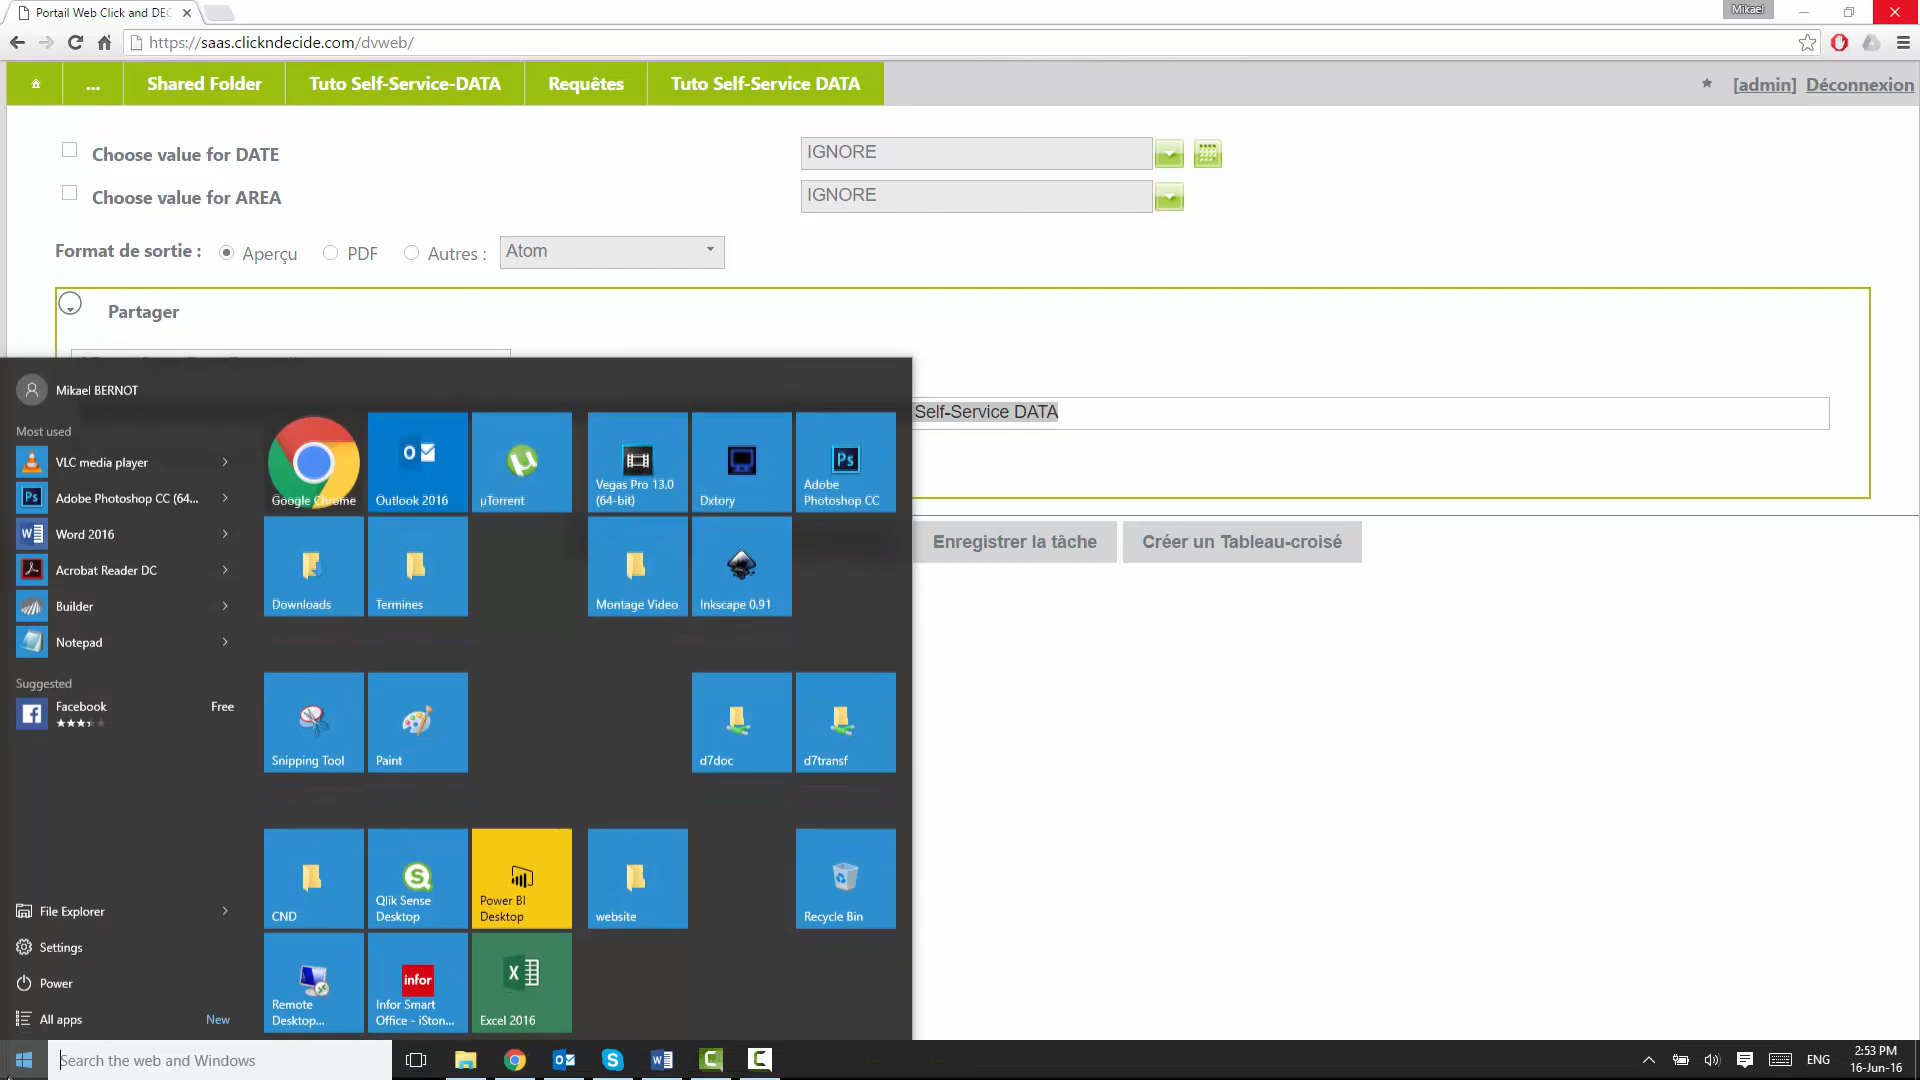 Portail Web Click and DEC
Mikael
https://saas.clickndecide.com/dvweb/
... Shared Folder Tuto Self-Service-DATA Requêtes Tuto Self-Service DATA [admin] Déconnexion
Choose value for DATE IGNORE
Choose value for AREA IGNORE
Format de sortie : Aperçu PDF Autres : Atom
Partager
Self-Service DATA
Enregistrer la tâche Créer un Tableau-croisé
Mikael BERNOT
Most used
VLC media player
Adobe Photoshop CC (64...
Word 2016
Acrobat Reader DC
Builder
Notepad
Suggested
Facebook Free
File Explorer
Settings
Power
All apps New
Google Chrome
Outlook 2016
µTorrent
Vegas Pro 13.0
(64-bit)
Dxtory
Adobe
Photoshop CC
Downloads
Termines
Montage Video
Inkscape 0.91
Snipping Tool
Paint
d7doc
d7transf
CND
Qlik Sense
Desktop
Power BI
Desktop
website
Recycle Bin
Remote
Desktop...
infor
Infor Smart
Office - iSton...
Excel 2016
Search the web and Windows
ENG
2:53 PM
16-Jun-16